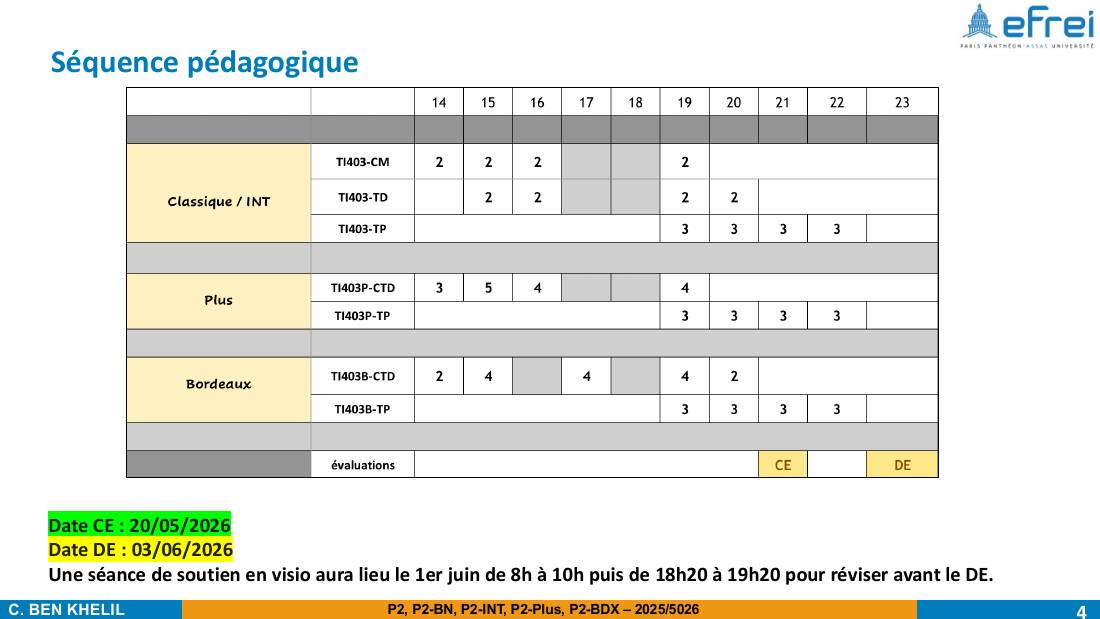 efrei
PARIS PANTHÉON-ASSAS UNIVERSITÉ
Séquence pédagogique
14 15 16 17 18 19 20 21 22 23
TI403-CM 2 2 2 2
Classique / INT
TI403-TD 2 2 2 2
TI403-TP 3 3 3 3
Plus
TI403P-CTD 3 5 4 4
TI403P-TP 3 3 3 3
Bordeaux
TI403B-CTD 2 4 4 4 2
TI403B-TP 3 3 3 3
évaluations CE DE
Date CE : 20/05/2026
Date DE : 03/06/2026
Une séance de soutien en visio aura lieu le 1er juin de 8h à 10h puis de 18h20 à 19h20 pour réviser avant le DE.
C. BEN KHELIL P2, P2-BN, P2-INT, P2-Plus, P2-BDX – 2025/5026 4